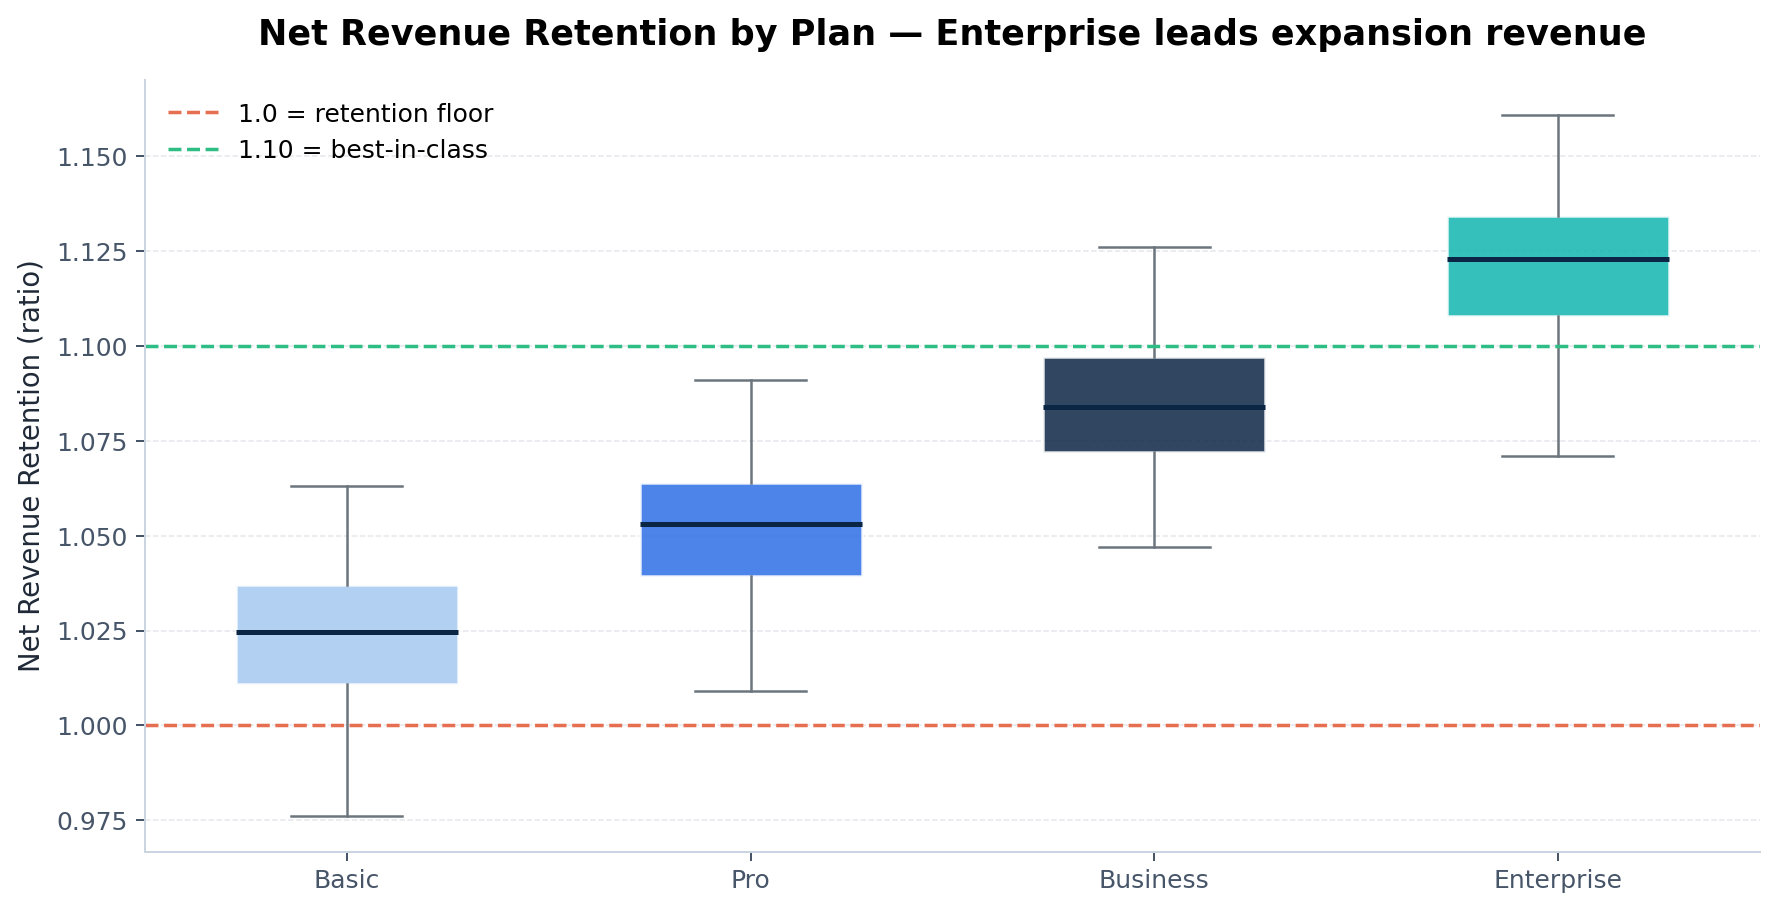 Net Revenue Retention by Plan — Enterprise leads expansion revenue
1.0 = retention floor
1.10 = best-in-class
Net Revenue Retention (ratio)
1.150
1.125
1.100
1.075
1.050
1.025
1.000
0.975
Basic
Pro
Business
Enterprise